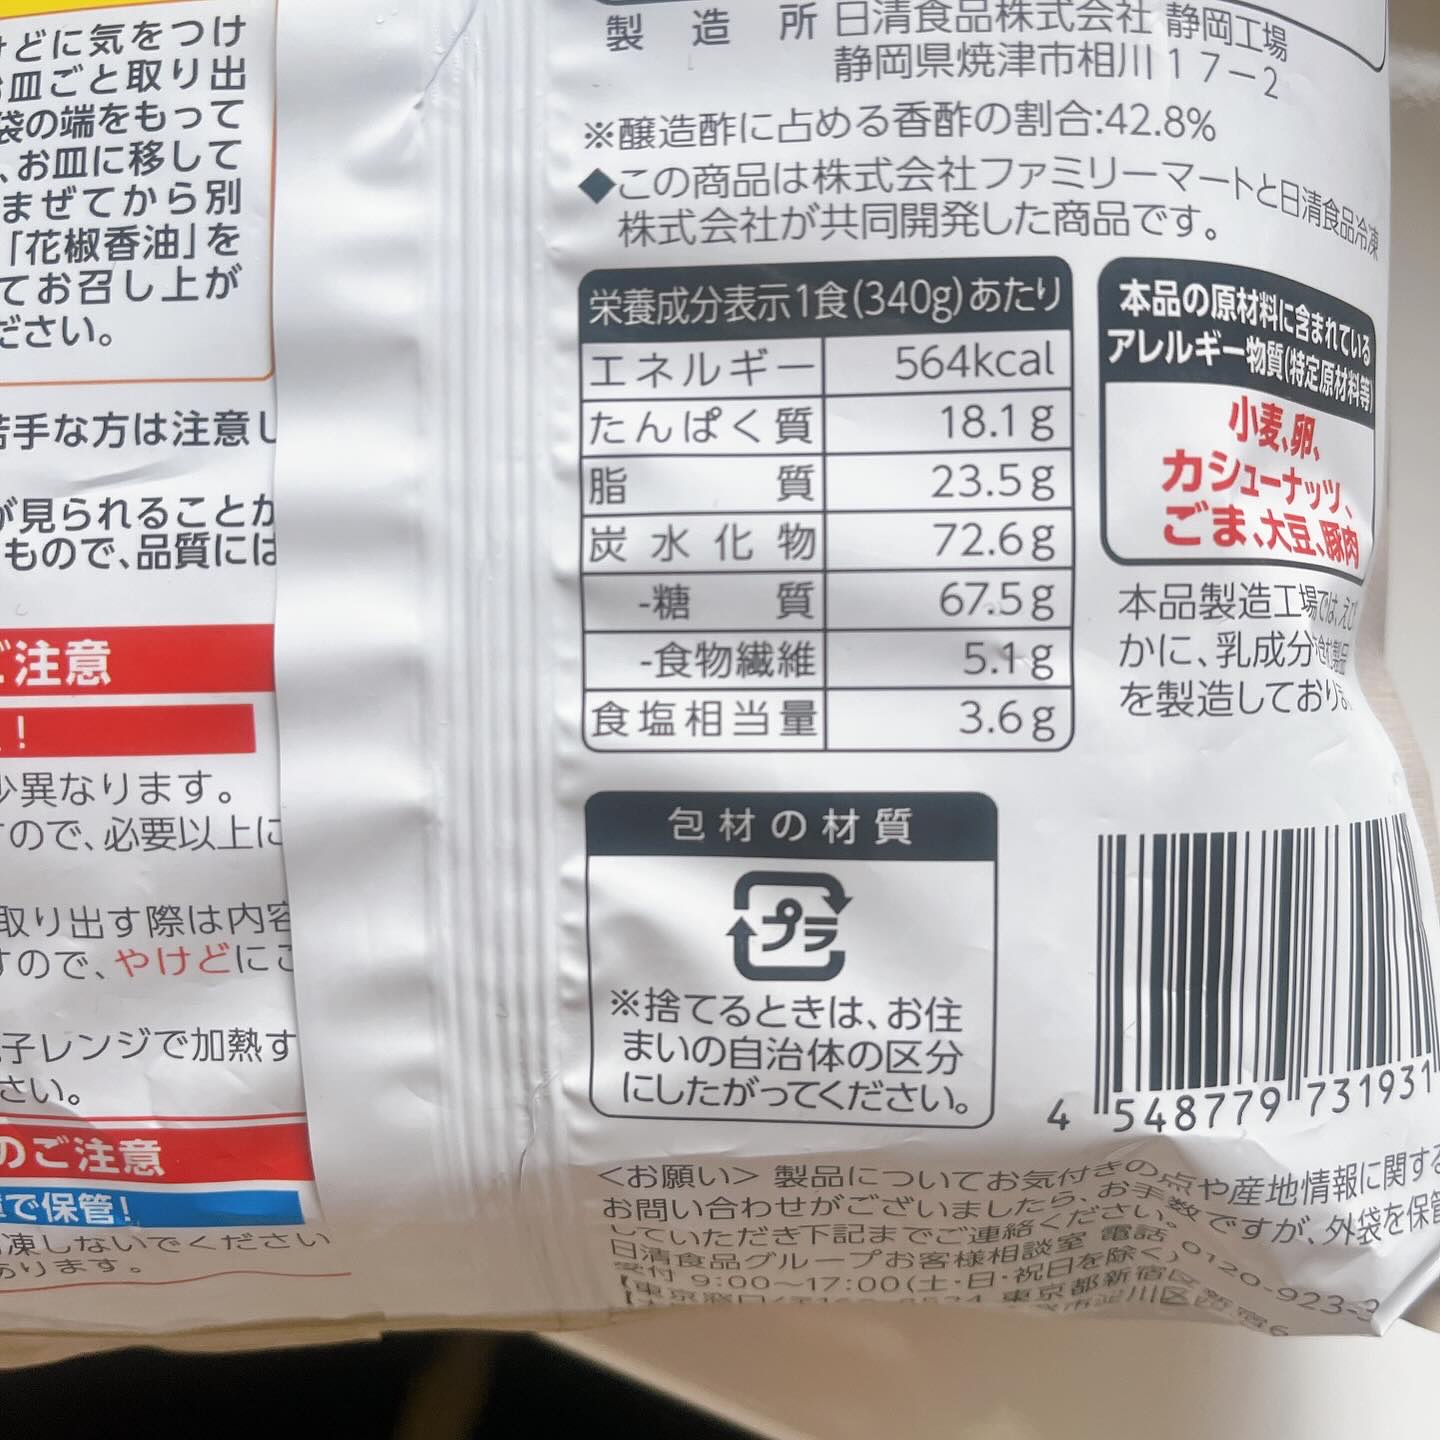 どに気をつけ
皿ごと取り出
袋の端をもって
、お皿に移して
まぜてから別
「花椒香油」を
てお召し上が
ださい。
苦手な方は注意し
が見られることが
もので、品質には
ご注意
!
少異なります。
ので、必要以上に
取り出す際は内容
すので、やけどにご
子レンジで加熱す
さい。
のご注意
で保管!
凍しないでください
あります。
製造所 日清食品株式会社 静岡工場
静岡県焼津市相川17-2
※醸造酢に占める香酢の割合:42.8%
◆この商品は株式会社ファミリーマートと日清食品冷凍
株式会社が共同開発した商品です。
栄養成分表示1食(340g)あたり
エネルギー 564kcal
たんぱく質 18.1g
脂質 23.5g
炭水化物 72.6g
-糖質 67.5g
-食物繊維 5.1g
食塩相当量 3.6g
本品の原材料に含まれている
アレルギー物質(特定原材料等)
小麦、卵、
カシューナッツ、
ごま、大豆、豚肉
本品製造工場では、えび
かに、乳成分を含む製品
を製造しており
包材の材質
プラ
※捨てるときは、お住
まいの自治体の区分
にしたがってください。
4 548779 731931
<お願い> 製品についてお気付きの点や産地情報に関する
お問い合わせがございましたら、お手数ですが、外袋を保管
していただき下記までご連絡ください。
日清食品グループお客様相談室 電話 0120-923-
受付 9:00~17:00(土・日・祝日を除く)
東京都新宿区